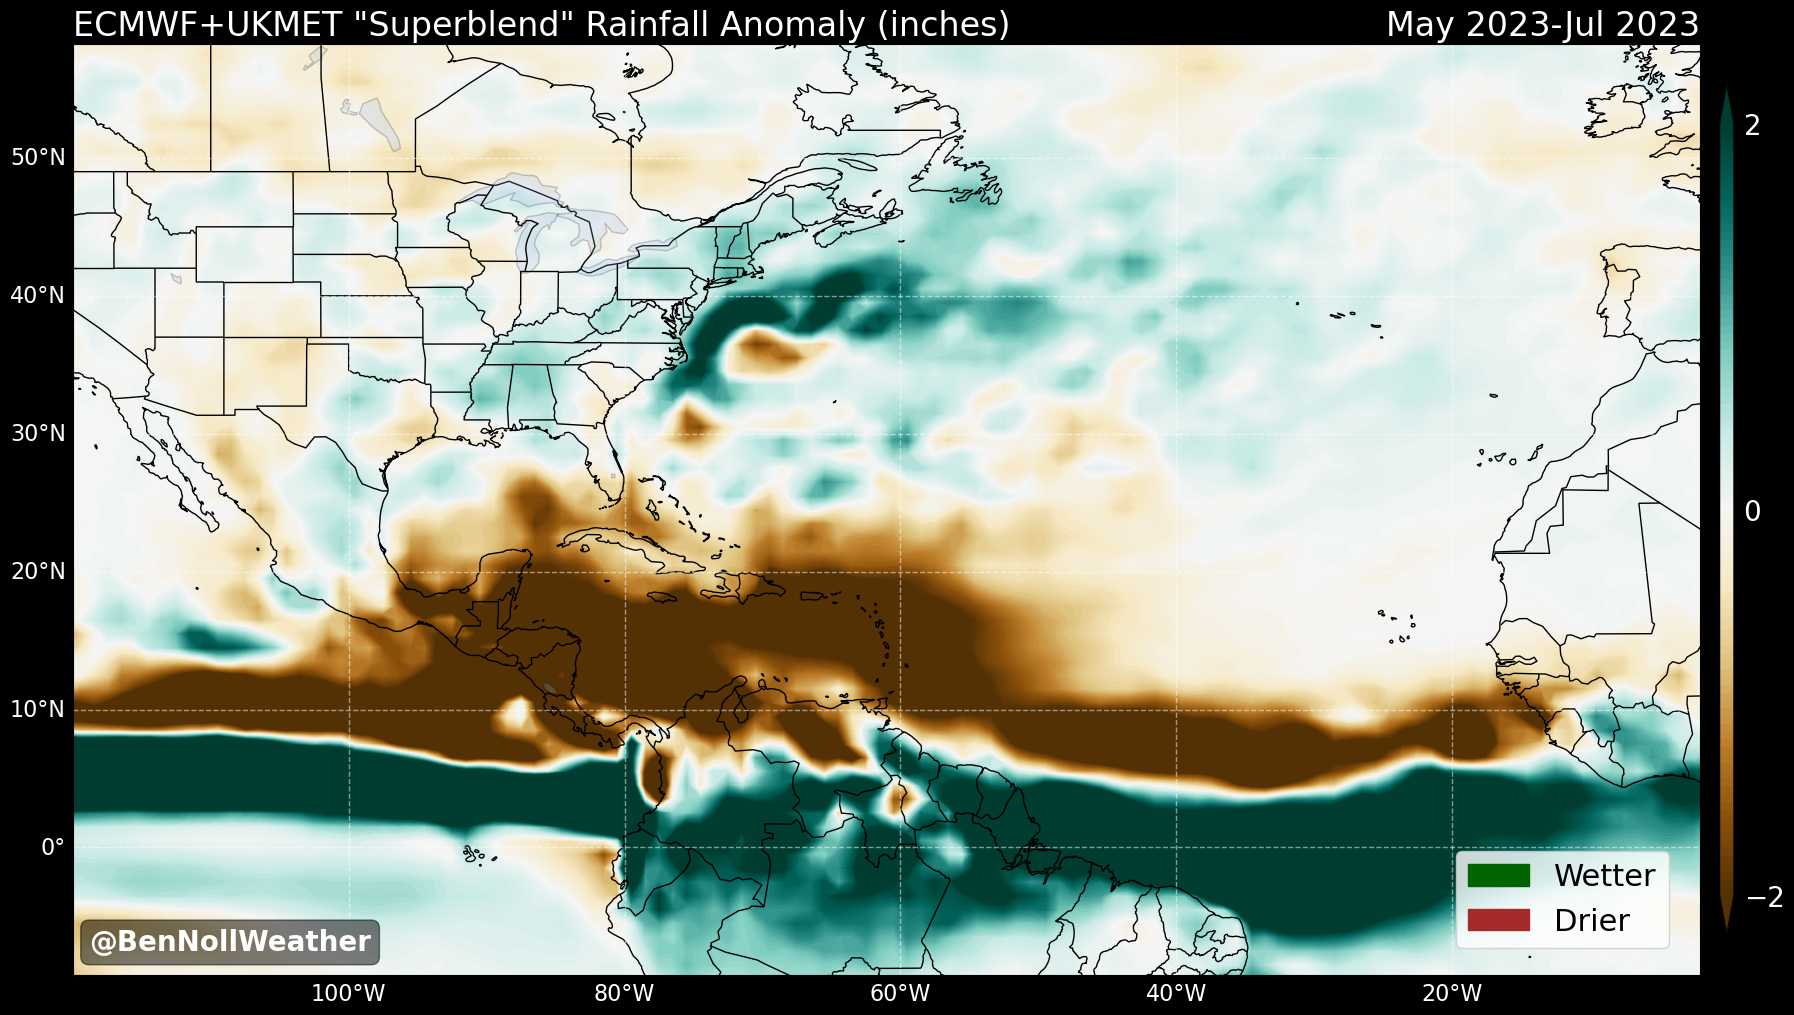 ECMWF+UKMET "Superblend" Rainfall Anomaly (inches) May 2023-Jul 2023
50°N
40°N
30°N
20°N
10°N
0°
100°W 80°W 60°W 40°W 20°W
2
0
−2
Wetter
Drier
@BenNollWeather